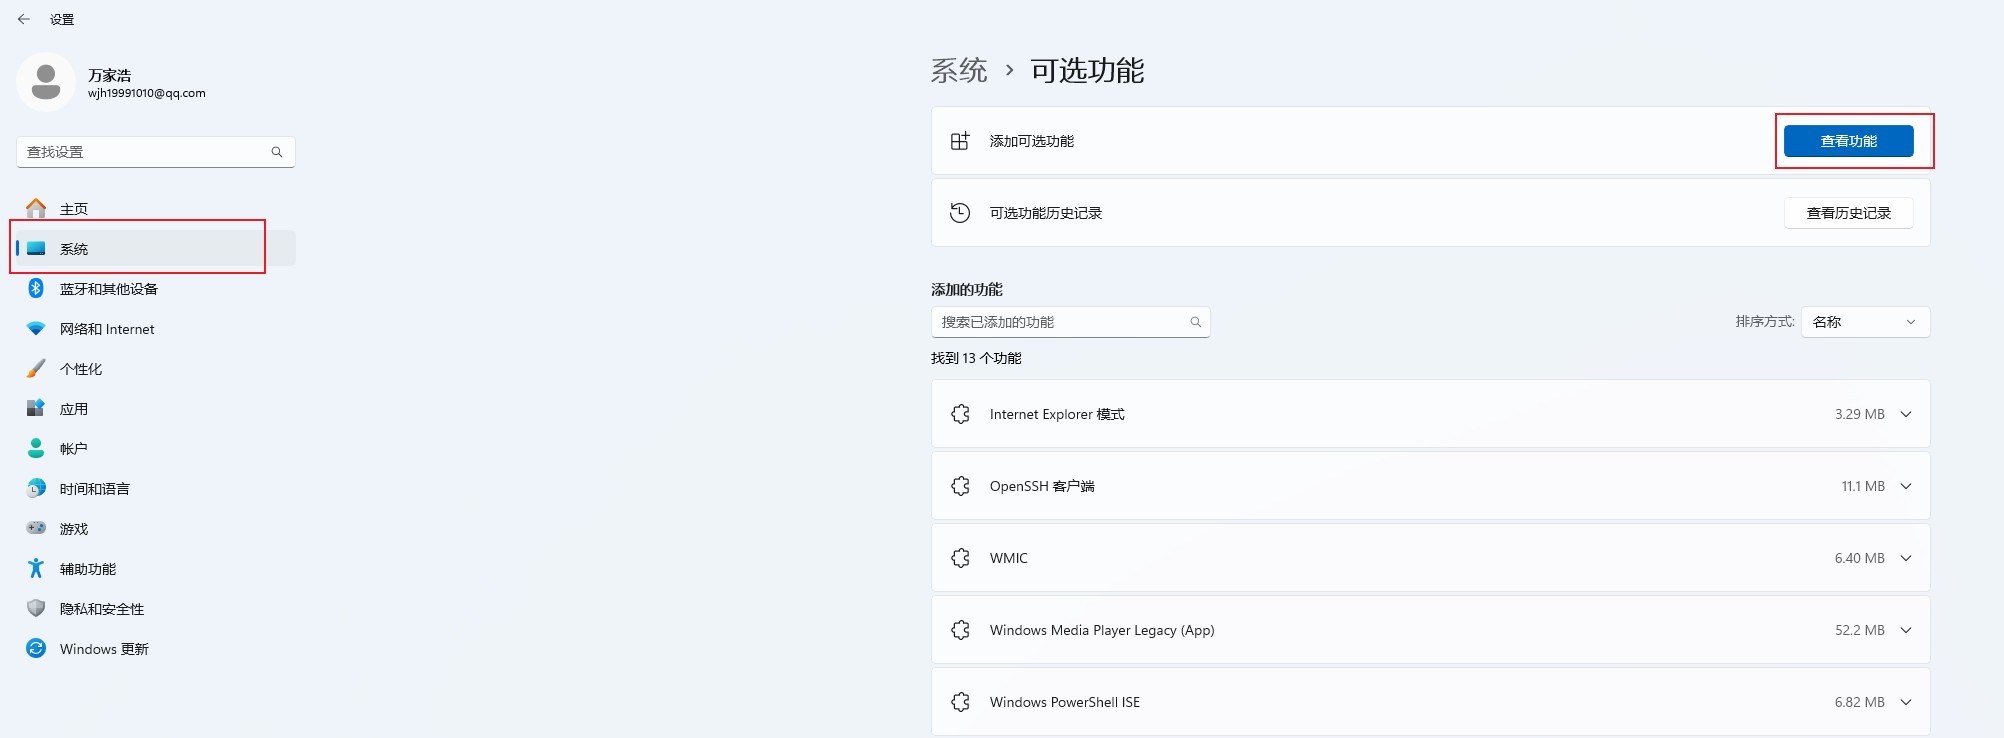 设置
万家浩
wjh19991010@qq.com
查找设置
主页
系统
蓝牙和其他设备
网络和 Internet
个性化
应用
帐户
时间和语言
游戏
辅助功能
隐私和安全性
Windows 更新
系统 › 可选功能
添加可选功能
查看功能
可选功能历史记录
查看历史记录
添加的功能
搜索已添加的功能
排序方式: 名称
找到 13 个功能
Internet Explorer 模式 3.29 MB
OpenSSH 客户端 11.1 MB
WMIC 6.40 MB
Windows Media Player Legacy (App) 52.2 MB
Windows PowerShell ISE 6.82 MB